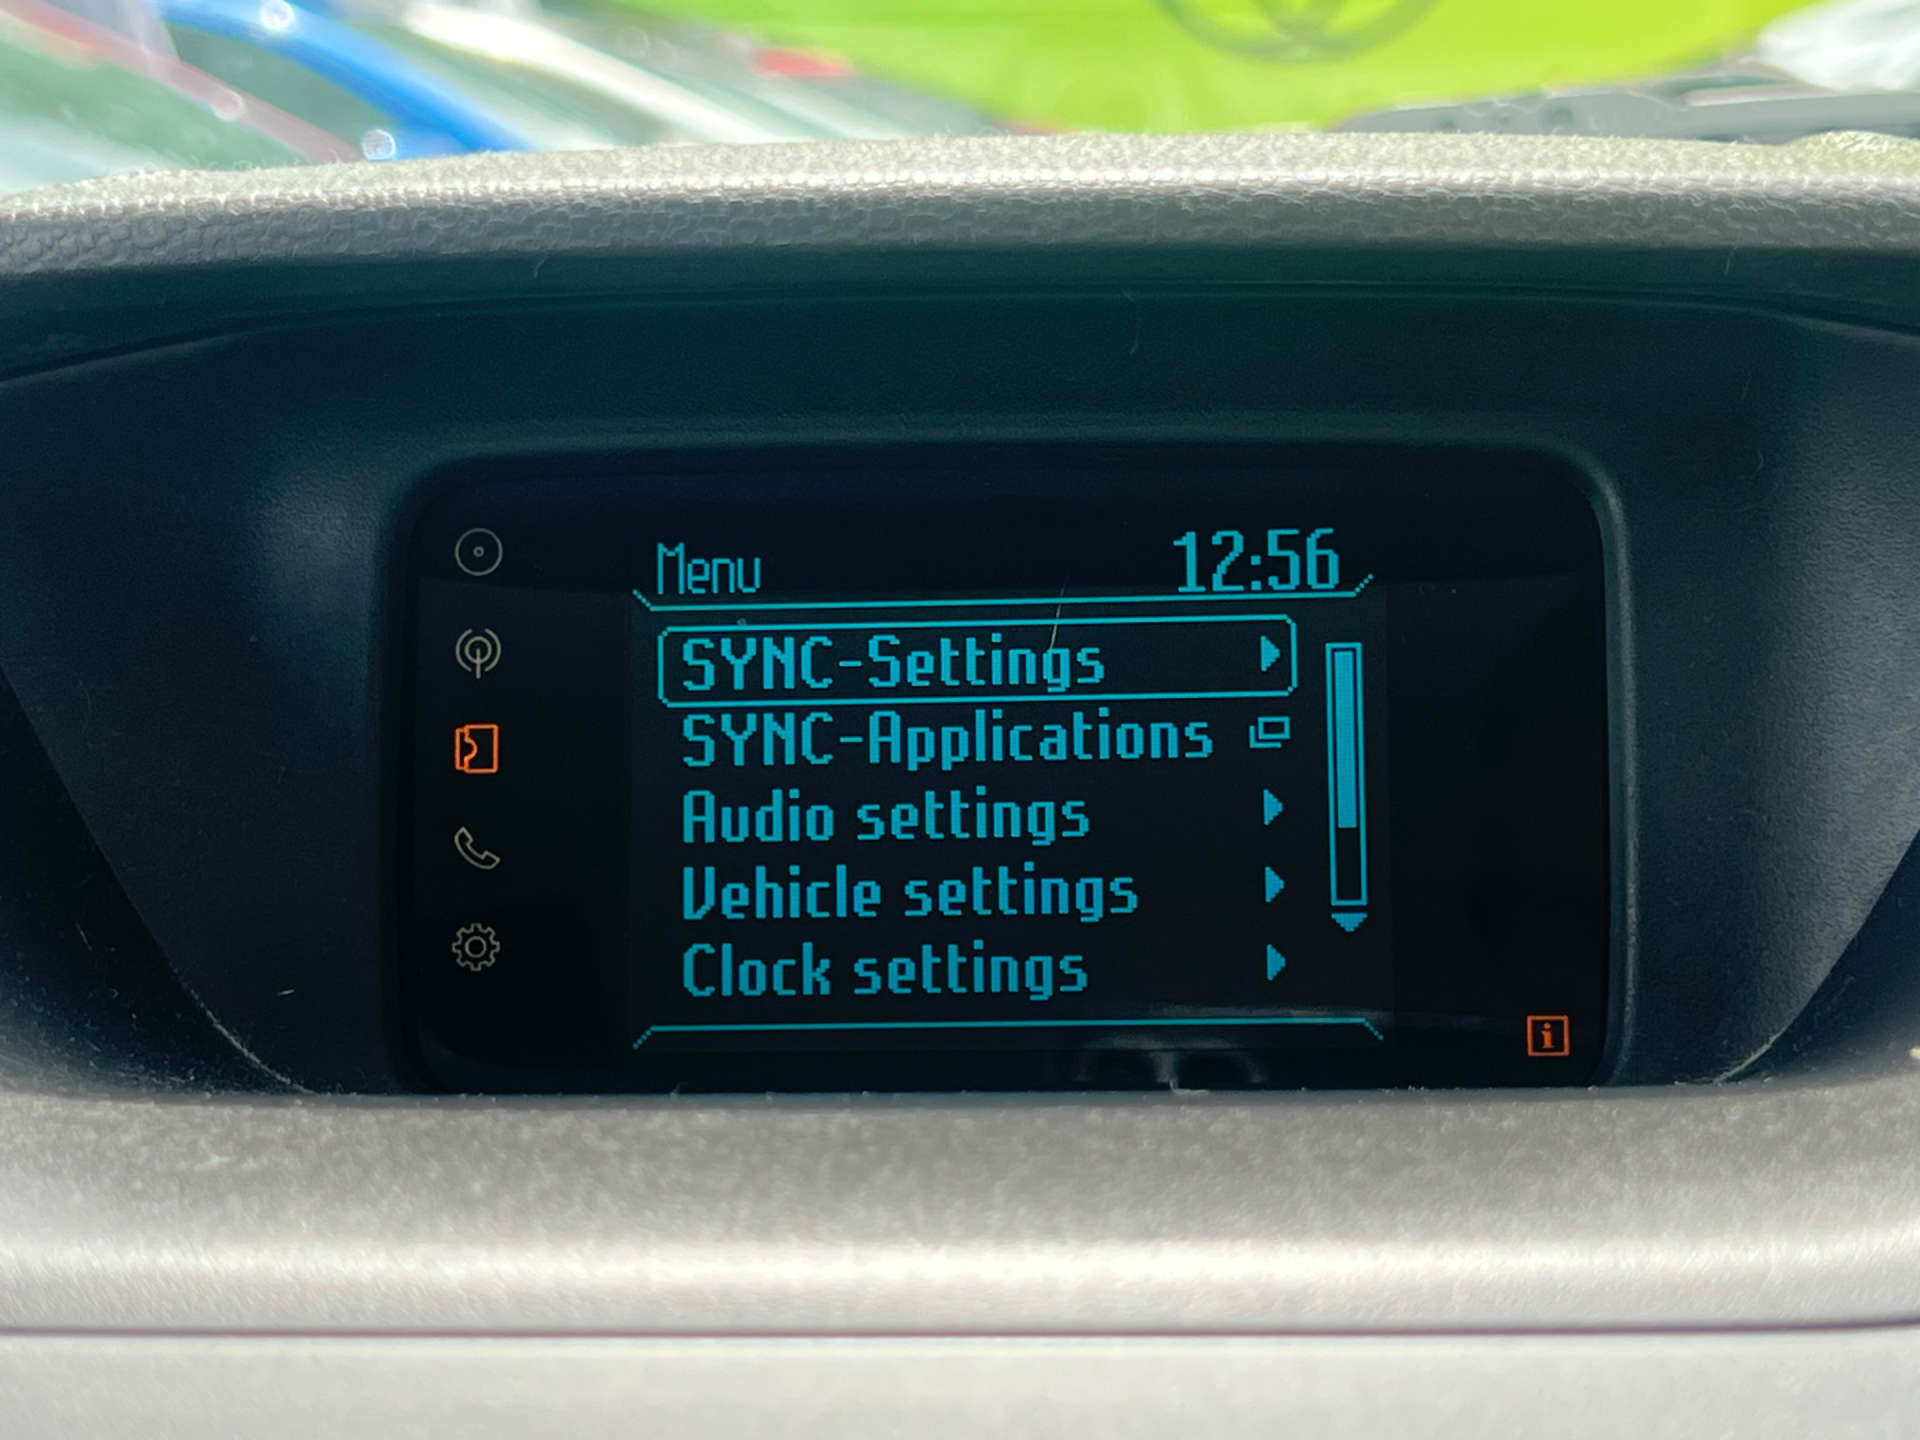 Menu 12:56
SYNC-Settings
SYNC-Applications
Audio settings
Vehicle settings
Clock settings
i